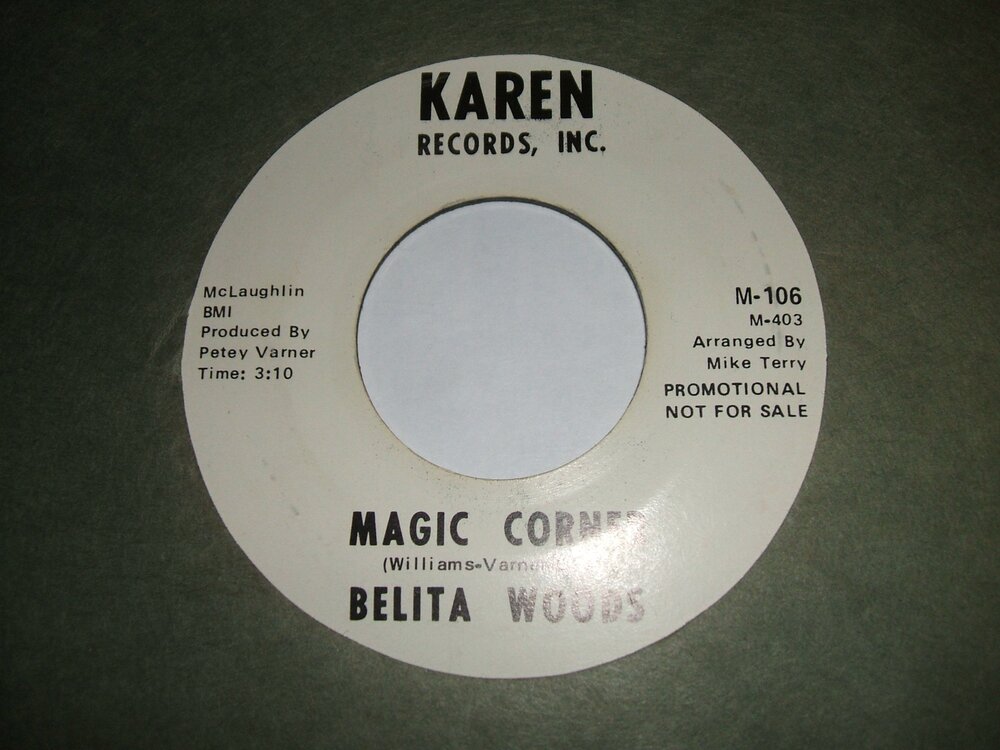 KAREN
RECORDS, INC.
McLaughlin
BMI
Produced By
Petey Varner
Time: 3:10
M-106
M-403
Arranged By
Mike Terry
PROMOTIONAL
NOT FOR SALE
MAGIC CORNER
(Williams-
BELITA WOODS